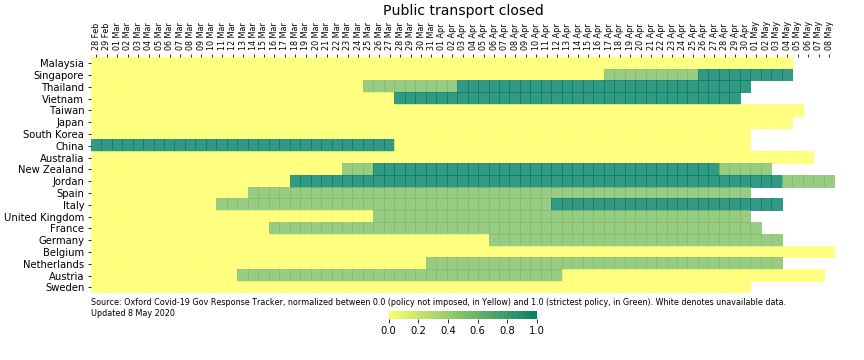 Public transport closed
28 Feb
29 Feb
01 Mar
02 Mar
03 Mar
04 Mar
05 Mar
06 Mar
07 Mar
08 Mar
09 Mar
10 Mar
11 Mar
12 Mar
13 Mar
14 Mar
15 Mar
16 Mar
17 Mar
18 Mar
19 Mar
20 Mar
21 Mar
22 Mar
23 Mar
24 Mar
25 Mar
26 Mar
27 Mar
28 Mar
29 Mar
30 Mar
31 Mar
01 Apr
02 Apr
03 Apr
04 Apr
05 Apr
06 Apr
07 Apr
08 Apr
09 Apr
10 Apr
11 Apr
12 Apr
13 Apr
14 Apr
15 Apr
16 Apr
17 Apr
18 Apr
19 Apr
20 Apr
21 Apr
22 Apr
23 Apr
24 Apr
25 Apr
26 Apr
27 Apr
28 Apr
29 Apr
30 Apr
01 May
02 May
03 May
04 May
05 May
06 May
07 May
08 May
Malaysia
Singapore
Thailand
Vietnam
Taiwan
Japan
South Korea
China
Australia
New Zealand
Jordan
Spain
Italy
United Kingdom
France
Germany
Belgium
Netherlands
Austria
Sweden
Source: Oxford Covid-19 Gov Response Tracker, normalized between 0.0 (policy not imposed, in Yellow) and 1.0 (strictest policy, in Green). White denotes unavailable data.
Updated 8 May 2020
0.0 0.2 0.4 0.6 0.8 1.0